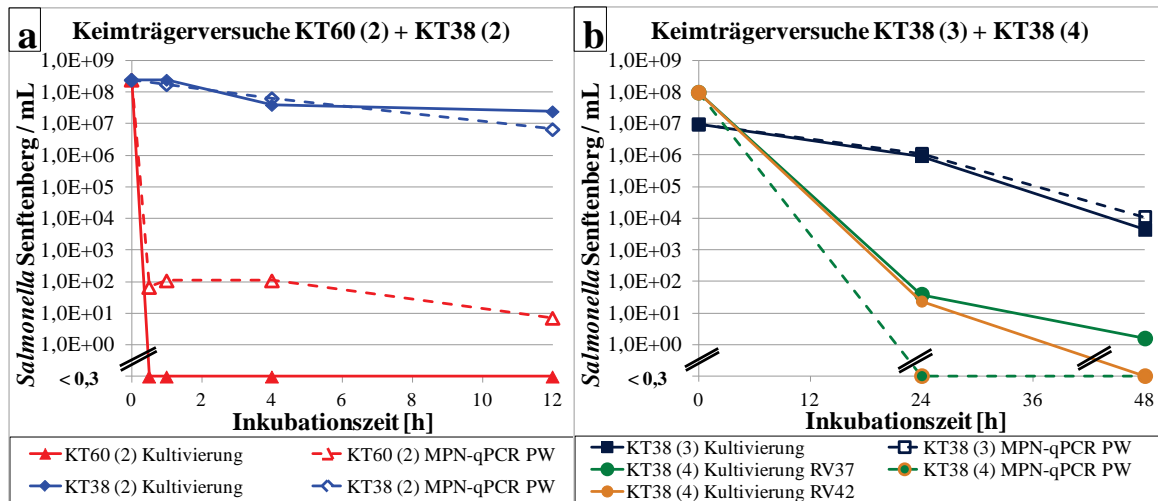 a
Keimträgerversuche KT60 (2) + KT38 (2)
Salmonella Senftenberg / mL
1,0E+09
1,0E+08
1,0E+07
1,0E+06
1,0E+05
1,0E+04
1,0E+03
1,0E+02
1,0E+01
1,0E+00
< 0,3
0 2 4 6 8 10 12
Inkubationszeit [h]
KT60 (2) Kultivierung KT60 (2) MPN-qPCR PW
KT38 (2) Kultivierung KT38 (2) MPN-qPCR PW
b
Keimträgerversuche KT38 (3) + KT38 (4)
Salmonella Senftenberg / mL
1,0E+09
1,0E+08
1,0E+07
1,0E+06
1,0E+05
1,0E+04
1,0E+03
1,0E+02
1,0E+01
1,0E+00
< 0,3
0 12 24 36 48
Inkubationszeit [h]
KT38 (3) Kultivierung KT38 (3) MPN-qPCR PW
KT38 (4) Kultivierung RV37 KT38 (4) MPN-qPCR PW
KT38 (4) Kultivierung RV42